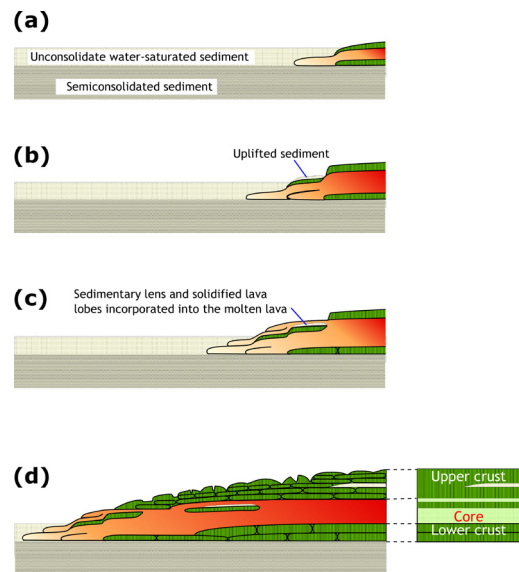 (a)
Unconsolidate water-saturated sediment
Semiconsolidated sediment
(b)
Uplifted sediment
(c)
Sedimentary lens and solidified lava
lobes incorporated into the molten lava
(d)
Upper crust
Core
Lower crust